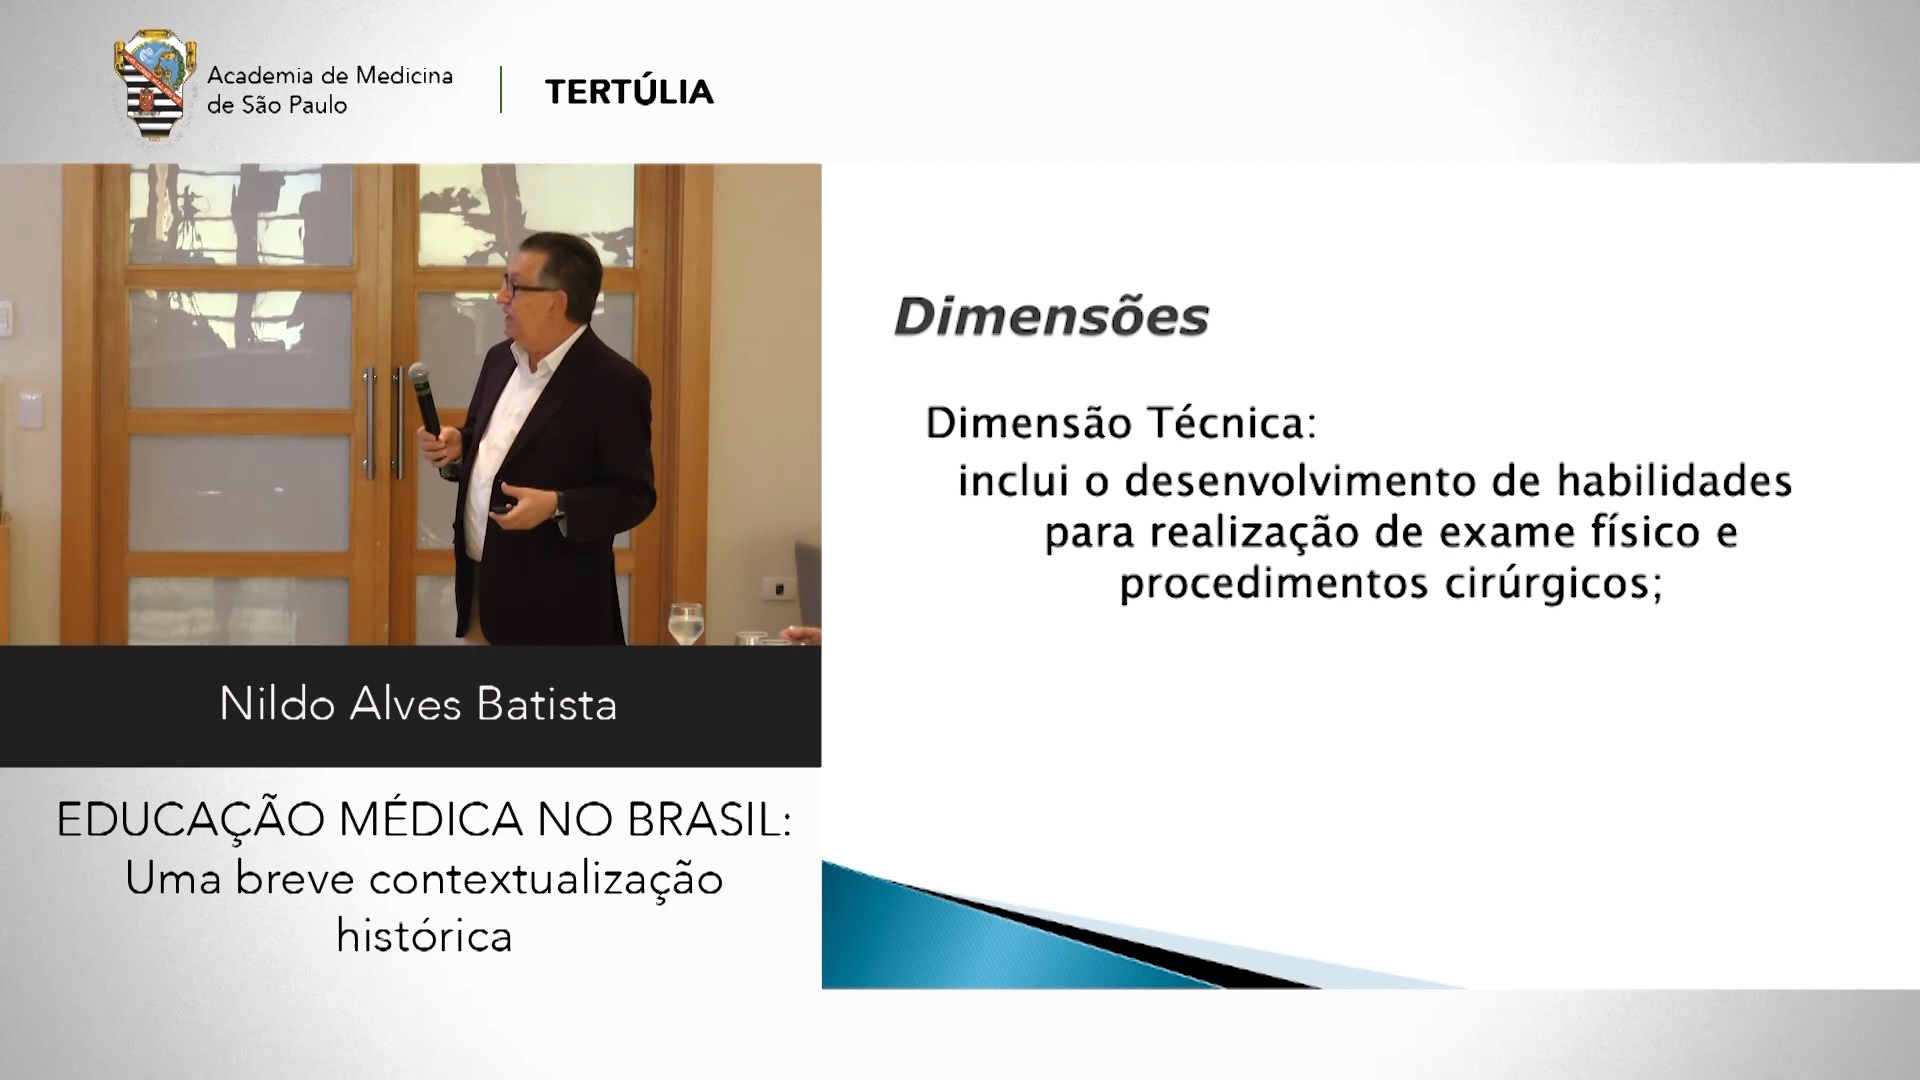 Academia de Medicina
de São Paulo
TERTÚLIA
Dimensões
Dimensão Técnica:
inclui o desenvolvimento de habilidades
para realização de exame físico e
procedimentos cirúrgicos;
Nildo Alves Batista
EDUCAÇÃO MÉDICA NO BRASIL:
Uma breve contextualização
histórica